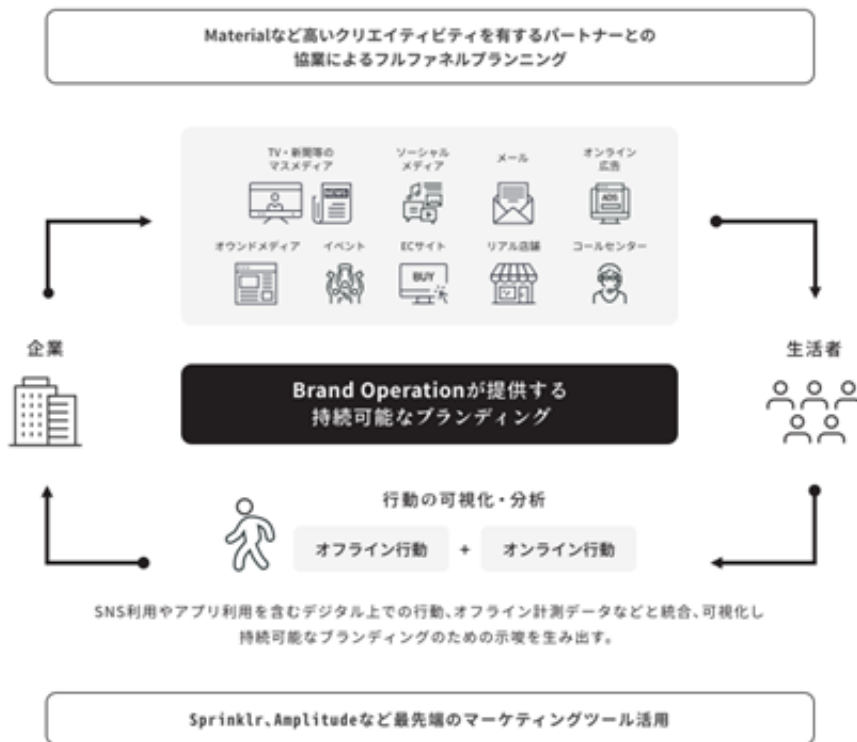 Materialなど高いクリエイティビティを有するパートナーとの
協業によるフルファネルプランニング
TV・新聞等の
マスメディア
ソーシャル
メディア
メール
オンライン
広告
NEWS
ADS
オウンドメディア
イベント
ECサイト
リアル店舗
コールセンター
BUY
企業
生活者
Brand Operationが提供する
持続可能なブランディング
行動の可視化・分析
オフライン行動
+
オンライン行動
SNS利用やアプリ利用を含むデジタル上での行動、オフライン計測データなどと統合、可視化し
持続可能なブランディングのための示唆を生み出す。
Sprinklr、Amplitudeなど最先端のマーケティングツール活用